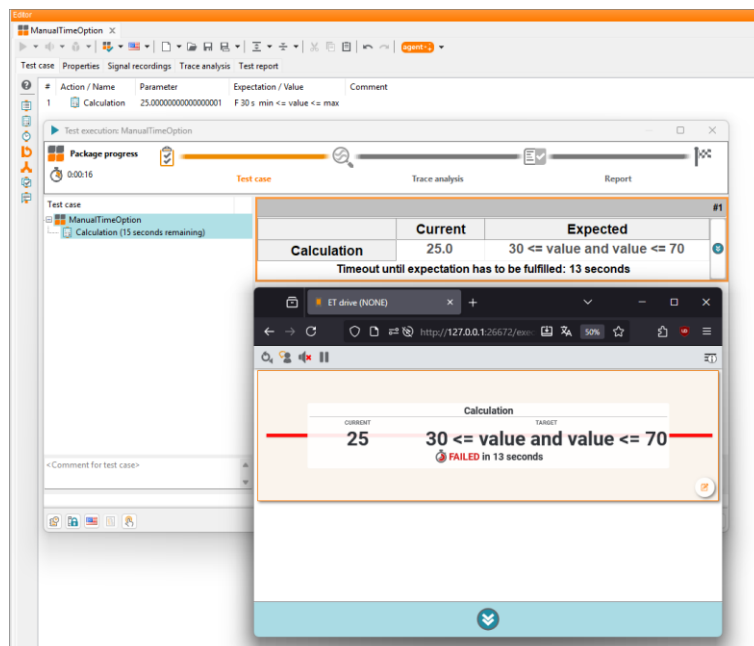 Editor
ManualTimeOption X
agent-
Test case Properties Signal recordings Trace analysis Test report
# Action / Name Parameter Expectation / Value Comment
1 Calculation 25.00000000000000001 F 30 s min <= value <= max
Test execution: ManualTimeOption
Package progress
0:00:16
Test case Trace analysis Report
Test case
ManualTimeOption
Calculation (15 seconds remaining)
#1
Current Expected
Calculation 25.0 30 <= value and value <= 70
Timeout until expectation has to be fulfilled: 13 seconds
ET drive (NONE)
http://127.0.0.1:26672/exec
50%
Calculation
CURRENT TARGET
25 30 <= value and value <= 70
FAILED in 13 seconds
<Comment for test case>